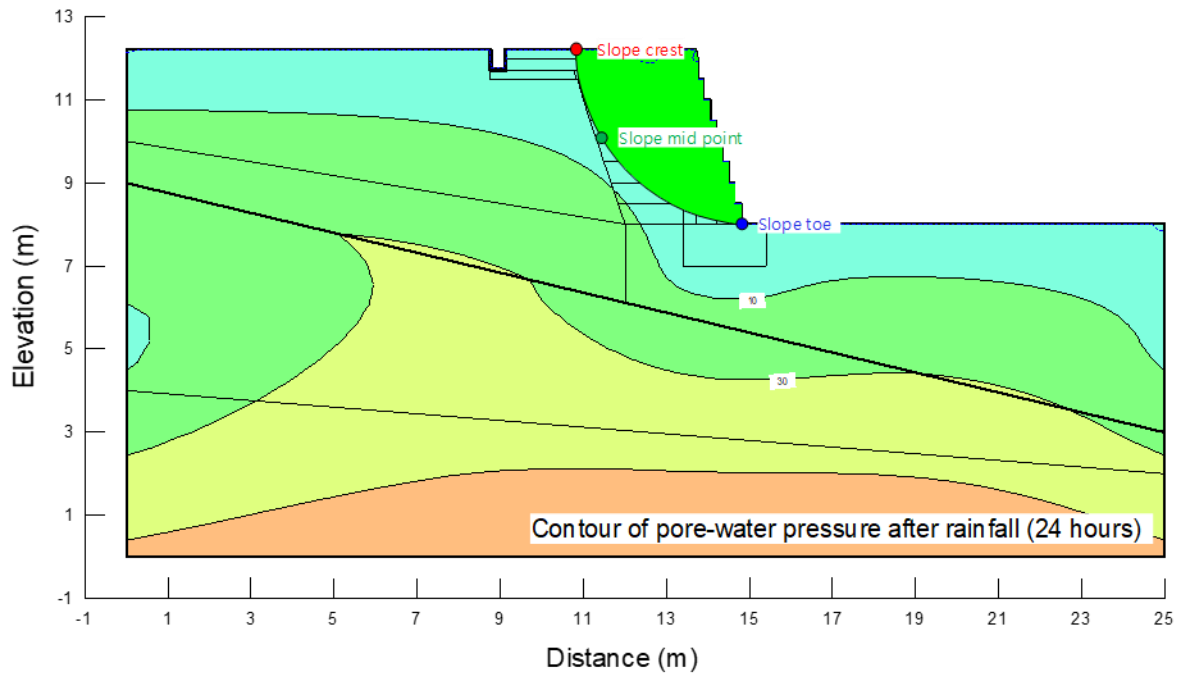 13
11
9
7
5
3
1
-1
Elevation (m)
Slope crest
Slope mid point
Slope toe
10
30
Contour of pore-water pressure after rainfall (24 hours)
-1 1 3 5 7 9 11 13 15 17 19 21 23 25
Distance (m)